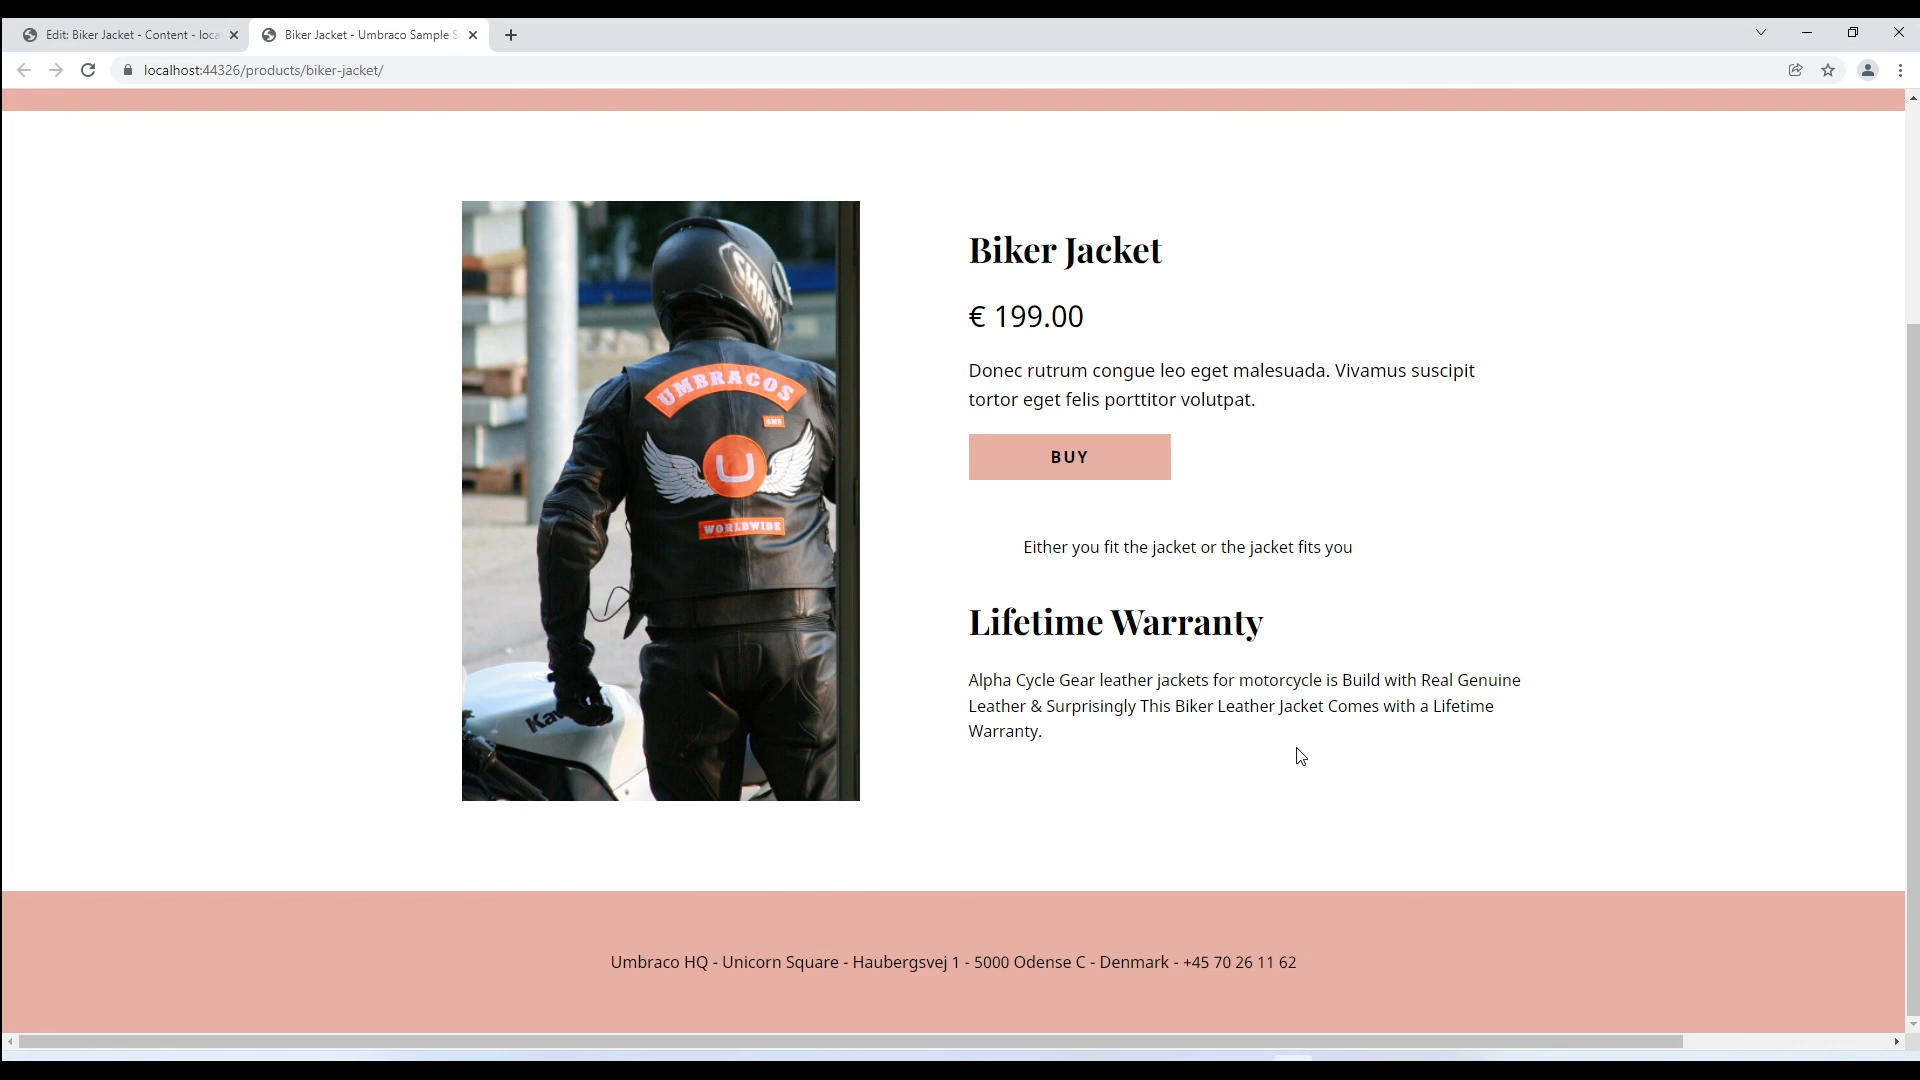 Edit: Biker Jacket - Content - loca
Biker Jacket - Umbraco Sample S
localhost:44326/products/biker-jacket/
SHOEI
UMBRACOS
WORLDWIDE
Kaw
Biker Jacket
€ 199.00
Donec rutrum congue leo eget malesuada. Vivamus suscipit
tortor eget felis porttitor volutpat.
BUY
Either you fit the jacket or the jacket fits you
Lifetime Warranty
Alpha Cycle Gear leather jackets for motorcycle is Build with Real Genuine
Leather & Surprisingly This Biker Leather Jacket Comes with a Lifetime
Warranty.
Umbraco HQ - Unicorn Square - Haubergsvej 1 - 5000 Odense C - Denmark - +45 70 26 11 62